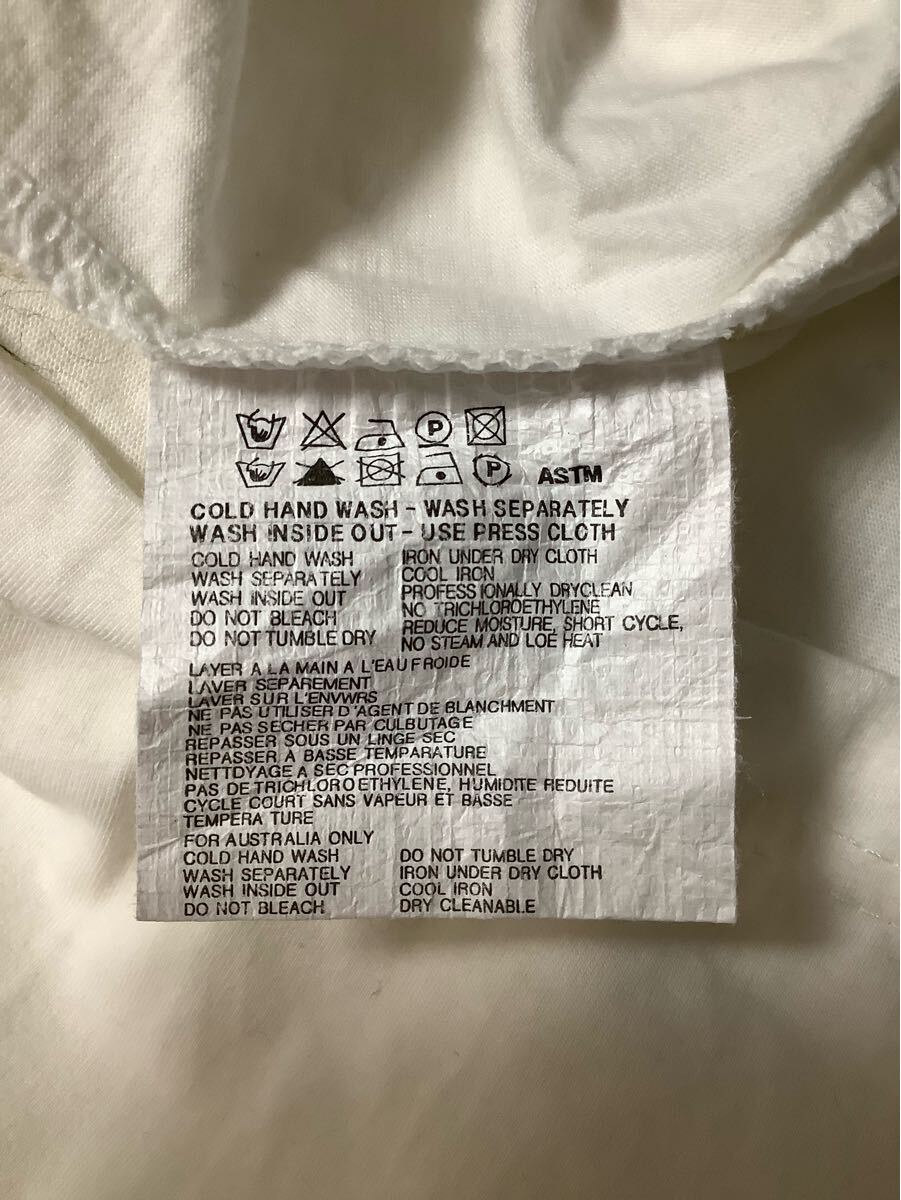 P
P ASTM
COLD HAND WASH - WASH SEPARATELY
WASH INSIDE OUT - USE PRESS CLOTH
COLD HAND WASH
WASH SEPARATELY
WASH INSIDE OUT
DO NOT BLEACH
DO NOT TUMBLE DRY
IRON UNDER DRY CLOTH
COOL IRON
PROFESSIONALLY DRYCLEAN
NO TRICHLOROETHYLENE
REDUCE MOISTURE, SHORT CYCLE,
NO STEAM AND LOE HEAT
LAYER A LA MAIN A L'EAU FROIDE
LAVER SEPAREMENT
LAVER SUR L'ENVWRS
NE PAS UTILISER D'AGENT DE BLANCHMENT
NE PAS SECHER PAR CULBUTAGE
REPASSER SOUS UN LINGE SEC
REPASSER A BASSE TEMPARATURE
NETTDYAGE A SEC PROFESSIONNEL
PAS DE TRICHLOROETHYLENE, HUMIDITE REDUITE
CYCLE COURT SANS VAPEUR ET BASSE
TEMPERA TURE
FOR AUSTRALIA ONLY
COLD HAND WASH
WASH SEPARATELY
WASH INSIDE OUT
DO NOT BLEACH
DO NOT TUMBLE DRY
IRON UNDER DRY CLOTH
COOL IRON
DRY CLEANABLE